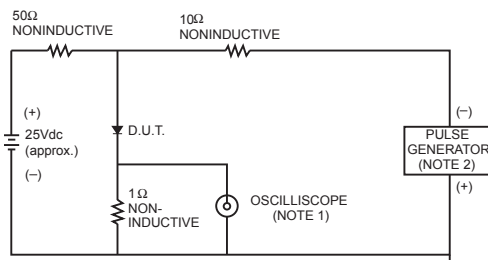 50Ω
NONINDUCTIVE
10Ω
NONINDUCTIVE
(+)
25Vdc
(approx.)
(–)
D.U.T.
1Ω
NON-
INDUCTIVE
OSCILLISCOPE
(NOTE 1)
(–)
PULSE
GENERATOR
(NOTE 2)
(+)